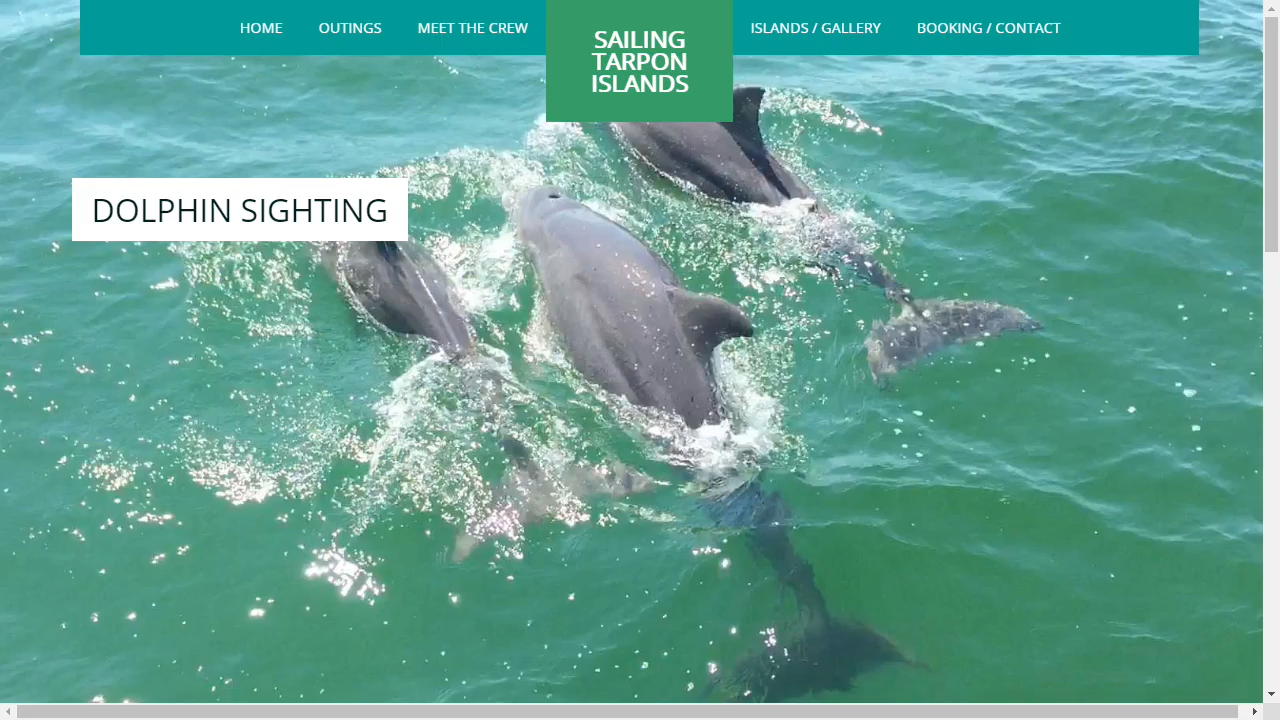 HOME
OUTINGS
MEET THE CREW
SAILING
TARPON
ISLANDS
ISLANDS / GALLERY
BOOKING / CONTACT
DOLPHIN SIGHTING